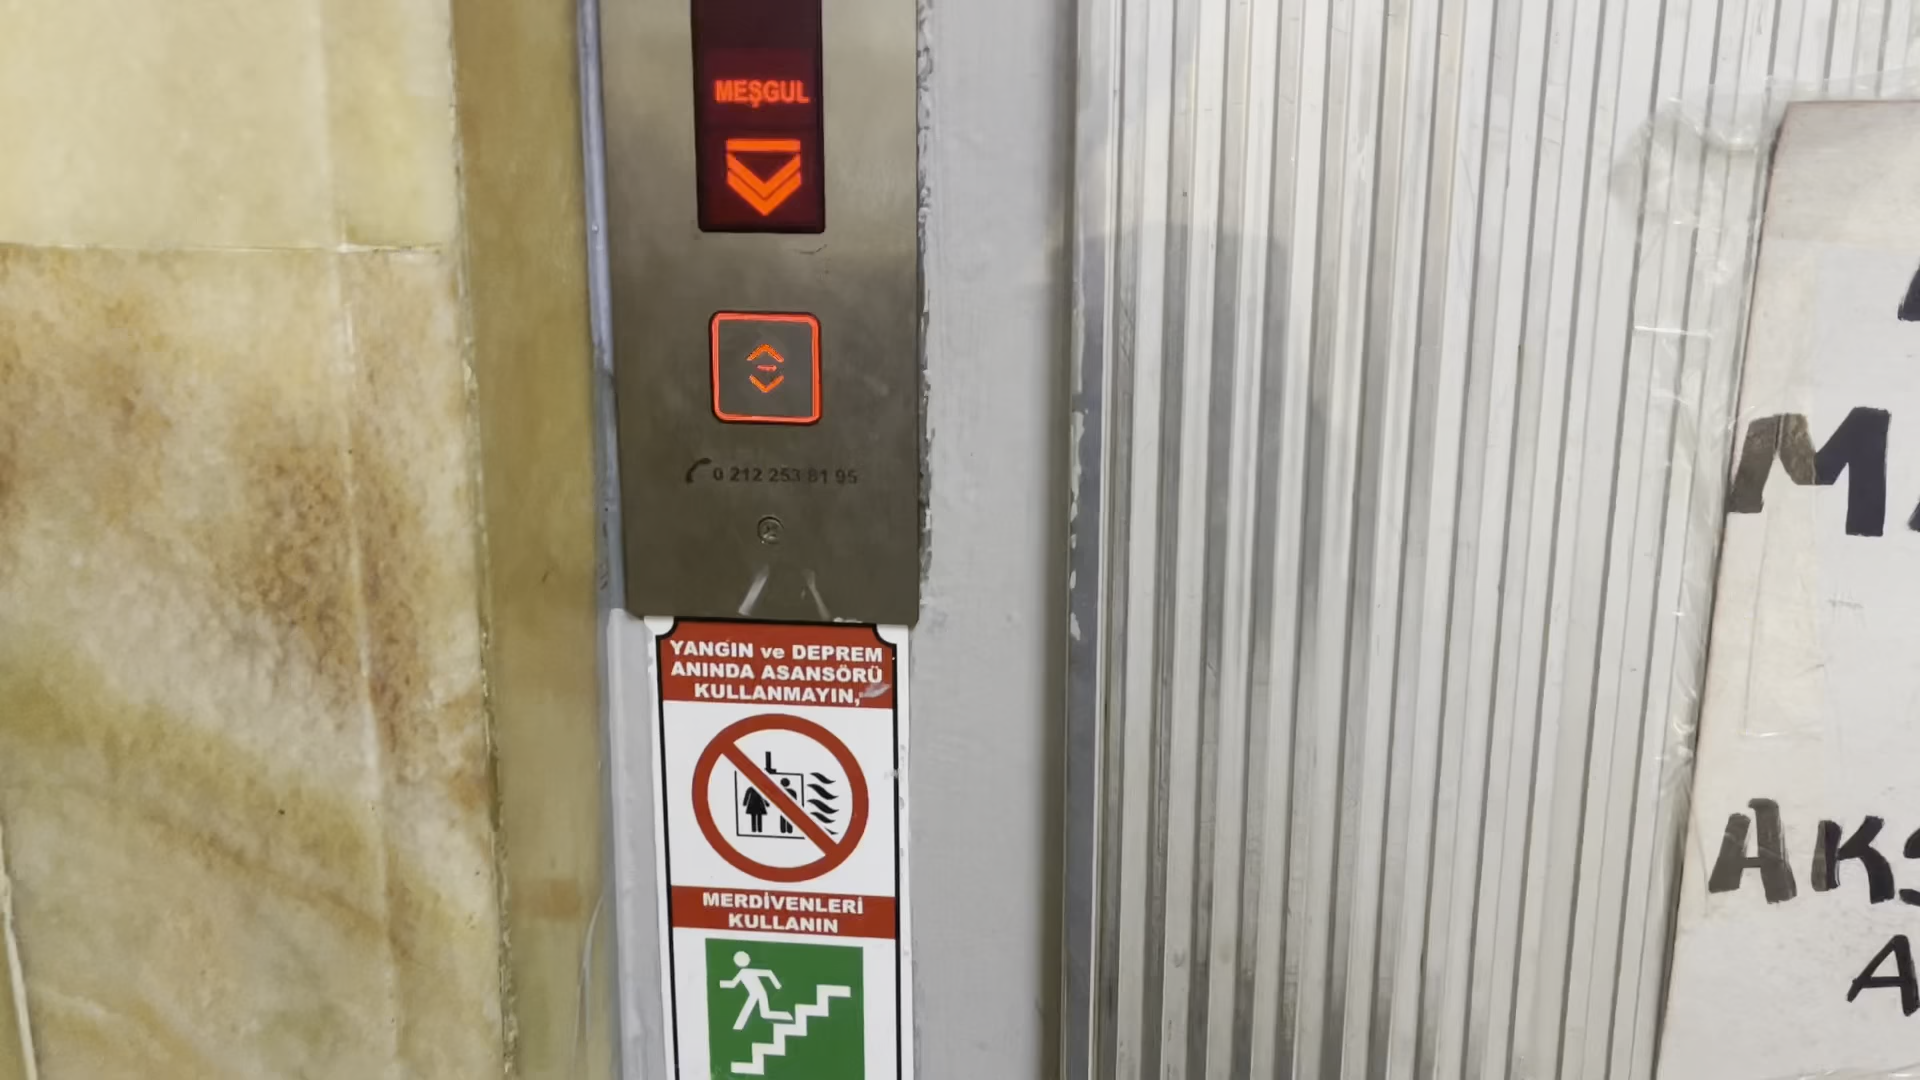 MEŞGUL
0 212 253 81 95
YANGIN ve DEPREM
ANINDA ASANSÖRÜ
KULLANMAYIN,
MERDİVENLERİ
KULLANIN